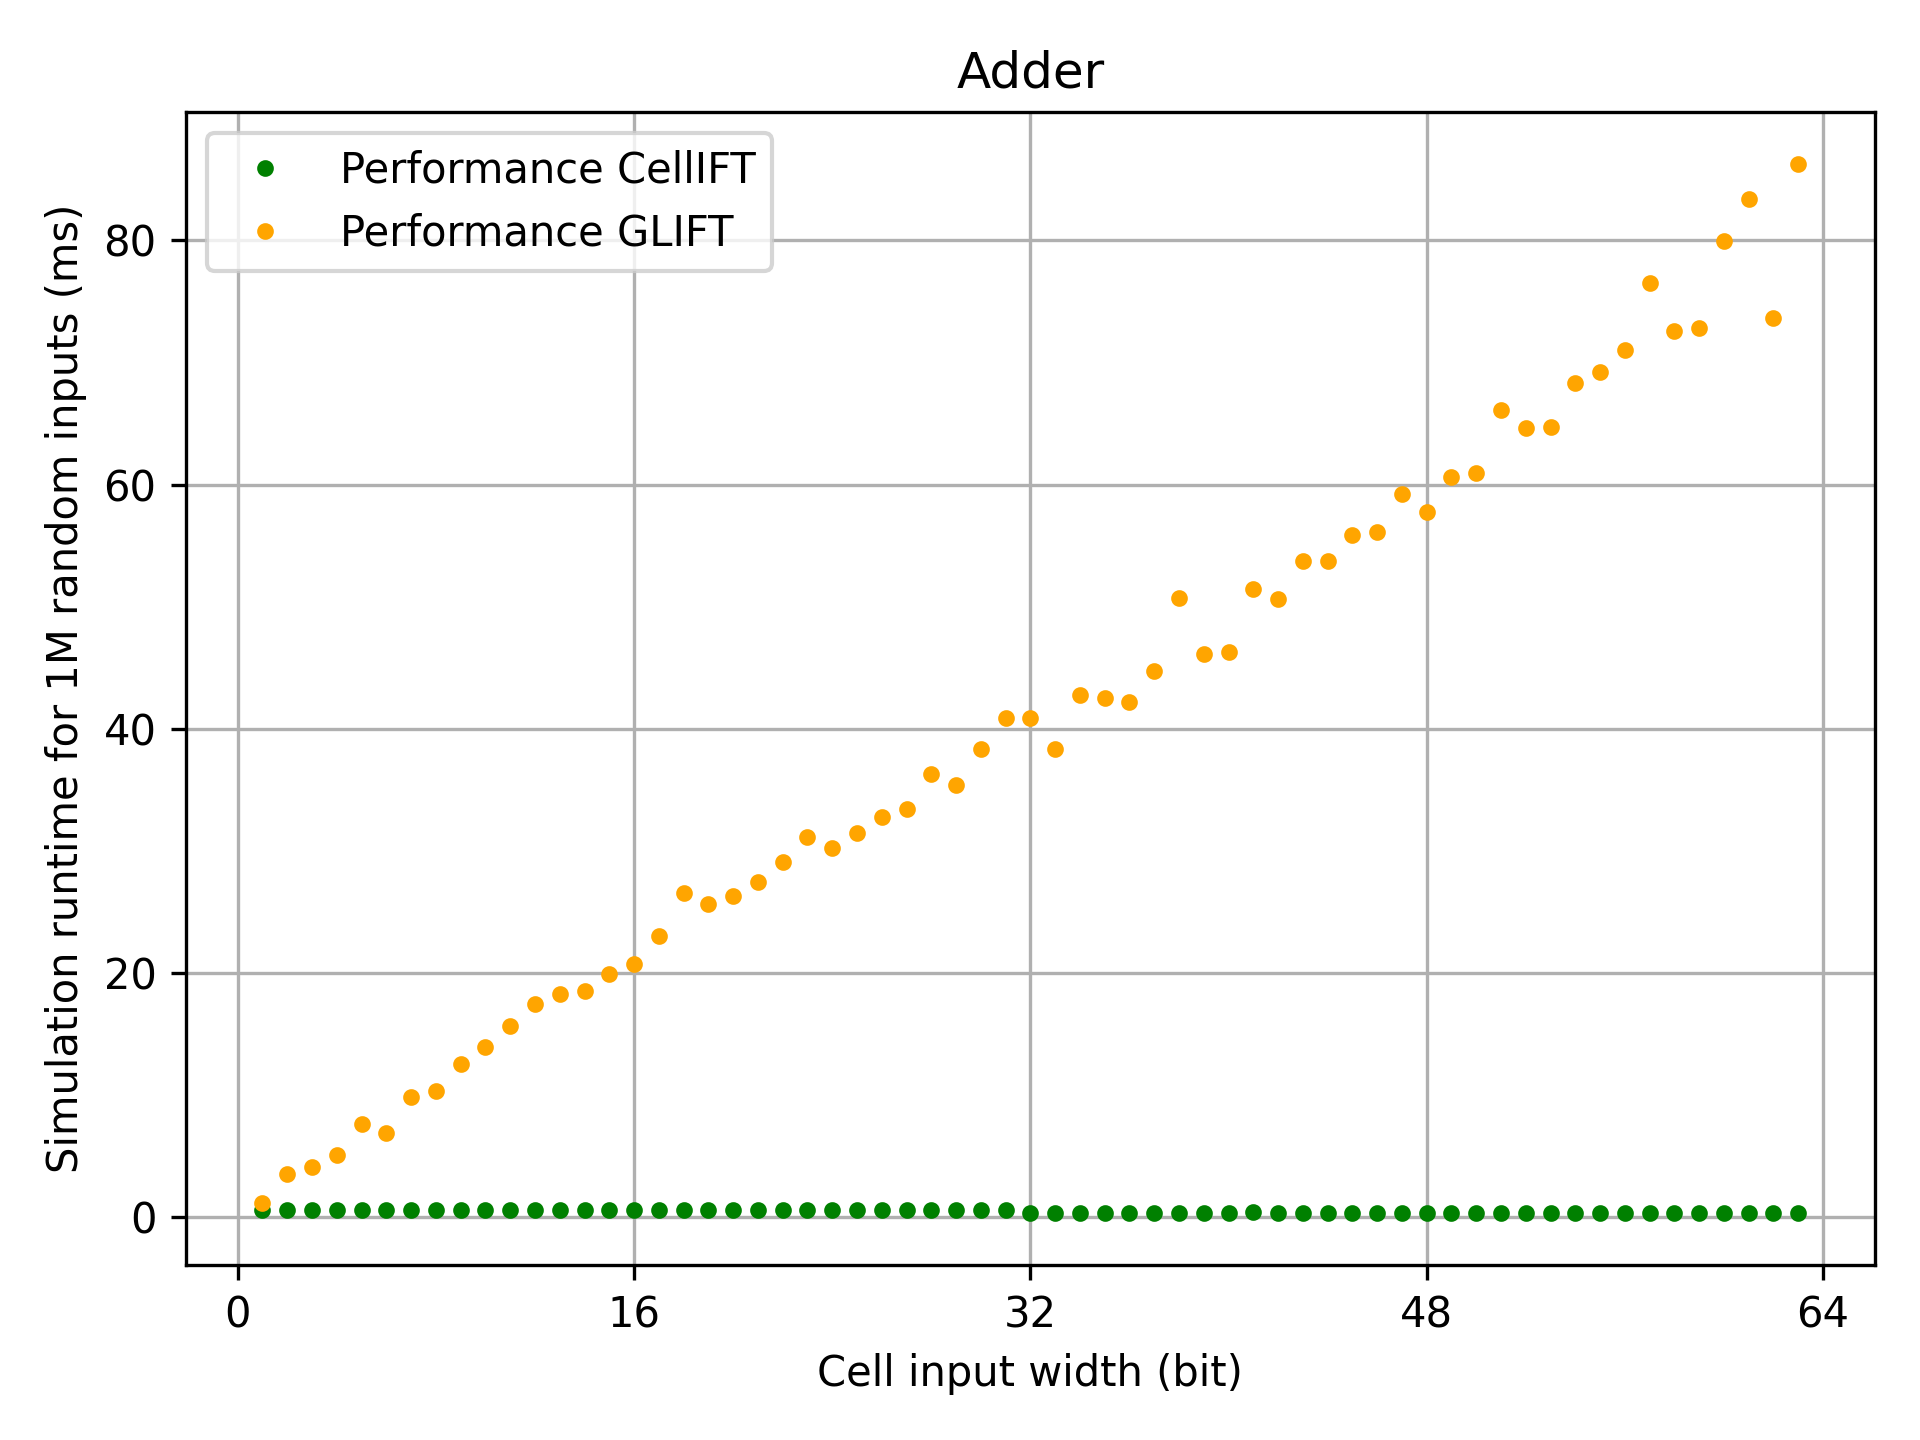 Adder
Performance CellIFT
Performance GLIFT
Simulation runtime for 1M random inputs (ms)
80
60
40
20
0
0 16 32 48 64
Cell input width (bit)